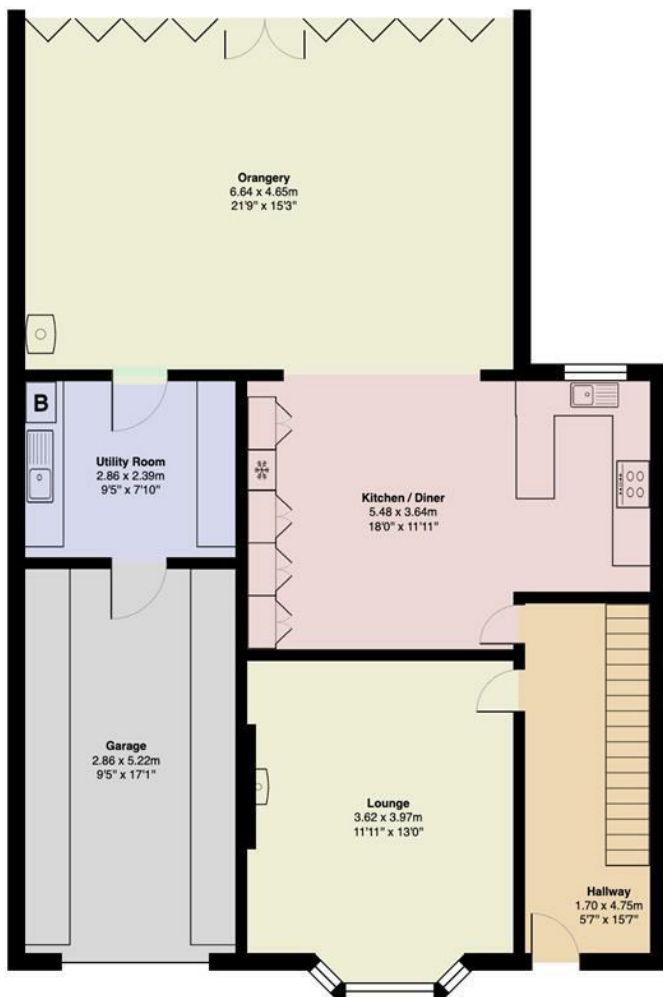 Orangery
6.64 x 4.65m
21'9" x 15'3"
B
Utility Room
2.86 x 2.39m
9'5" x 7'10"
Kitchen / Diner
5.48 x 3.64m
18'0" x 11'11"
Garage
2.86 x 5.22m
9'5" x 17'1"
Lounge
3.62 x 3.97m
11'11" x 13'0"
Hallway
1.70 x 4.75m
5'7" x 15'7"